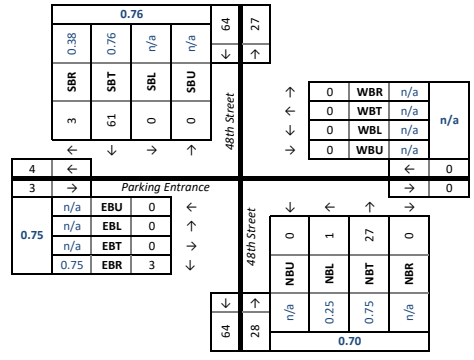 0.76
64 27
0.38 0.76 n/a n/a
↓ ↑
SBR SBT SBL SBU
48th Street
3 61 0 0
← ↓ → ↑
↑ 0 WBR n/a
← 0 WBT n/a
↓ 0 WBL n/a
→ 0 WBU n/a
n/a
4 ←
← 0
3 → Parking Entrance
→ 0
0.75
n/a EBU 0 ←
n/a EBL 0 ↑
n/a EBT 0 →
0.75 EBR 3 ↓
48th Street
↓ ← ↑ →
0 1 27 0
NBU NBL NBT NBR
n/a 0.25 0.75 n/a
↓ ↑
64 28
0.70